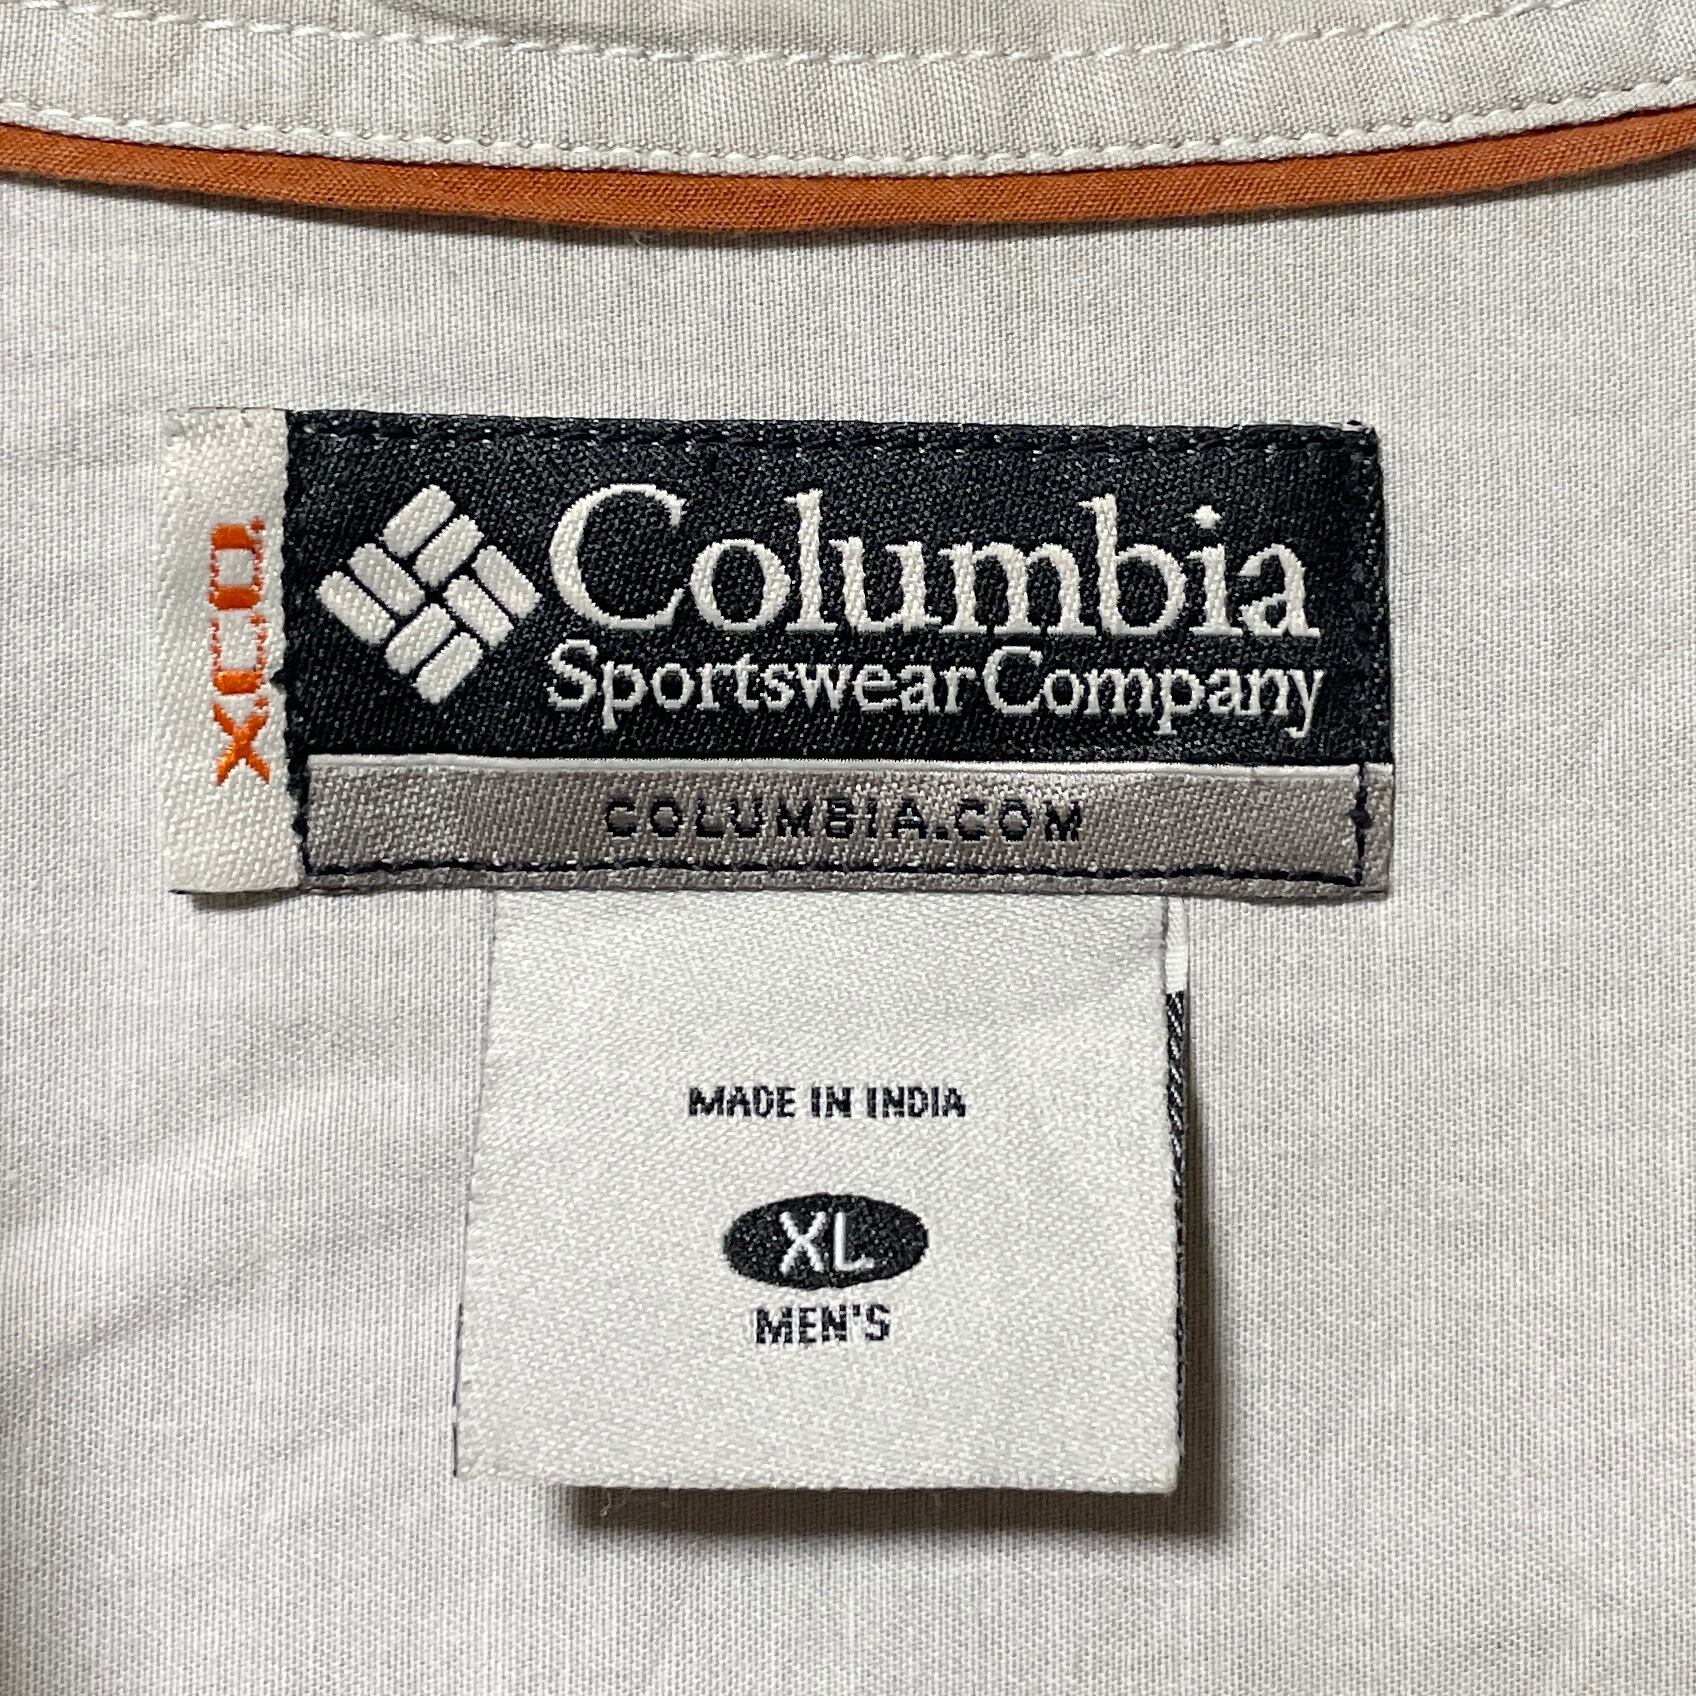 XCO.
Columbia
Sportswear Company
COLUMBIA.COM
MADE IN INDIA
XL
MEN'S